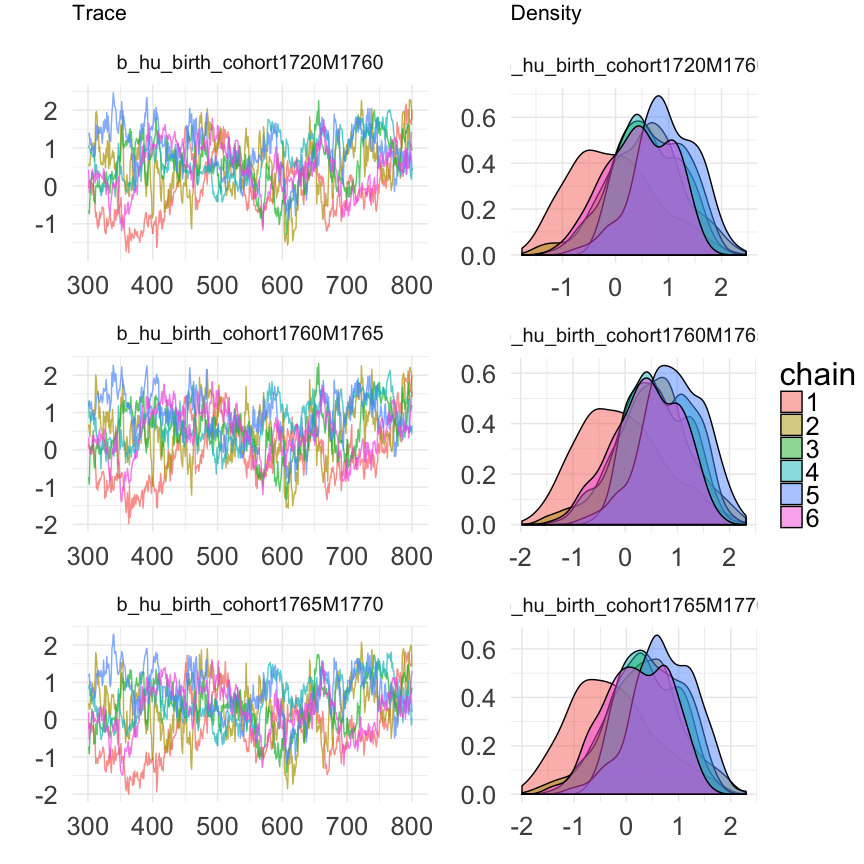 Trace
Density
b_hu_birth_cohort1720M1760
_hu_birth_cohort1720M176
2
1
0
-1
0.6
0.4
0.2
0.0
300 400 500 600 700 800
-1 0 1 2
b_hu_birth_cohort1760M1765
_hu_birth_cohort1760M176
2
1
0
-1
-2
0.6
0.4
0.2
0.0
300 400 500 600 700 800
-2 -1 0 1 2
chain
1
2
3
4
5
6
b_hu_birth_cohort1765M1770
_hu_birth_cohort1765M177
2
1
0
-1
-2
0.6
0.4
0.2
0.0
300 400 500 600 700 800
-2 -1 0 1 2